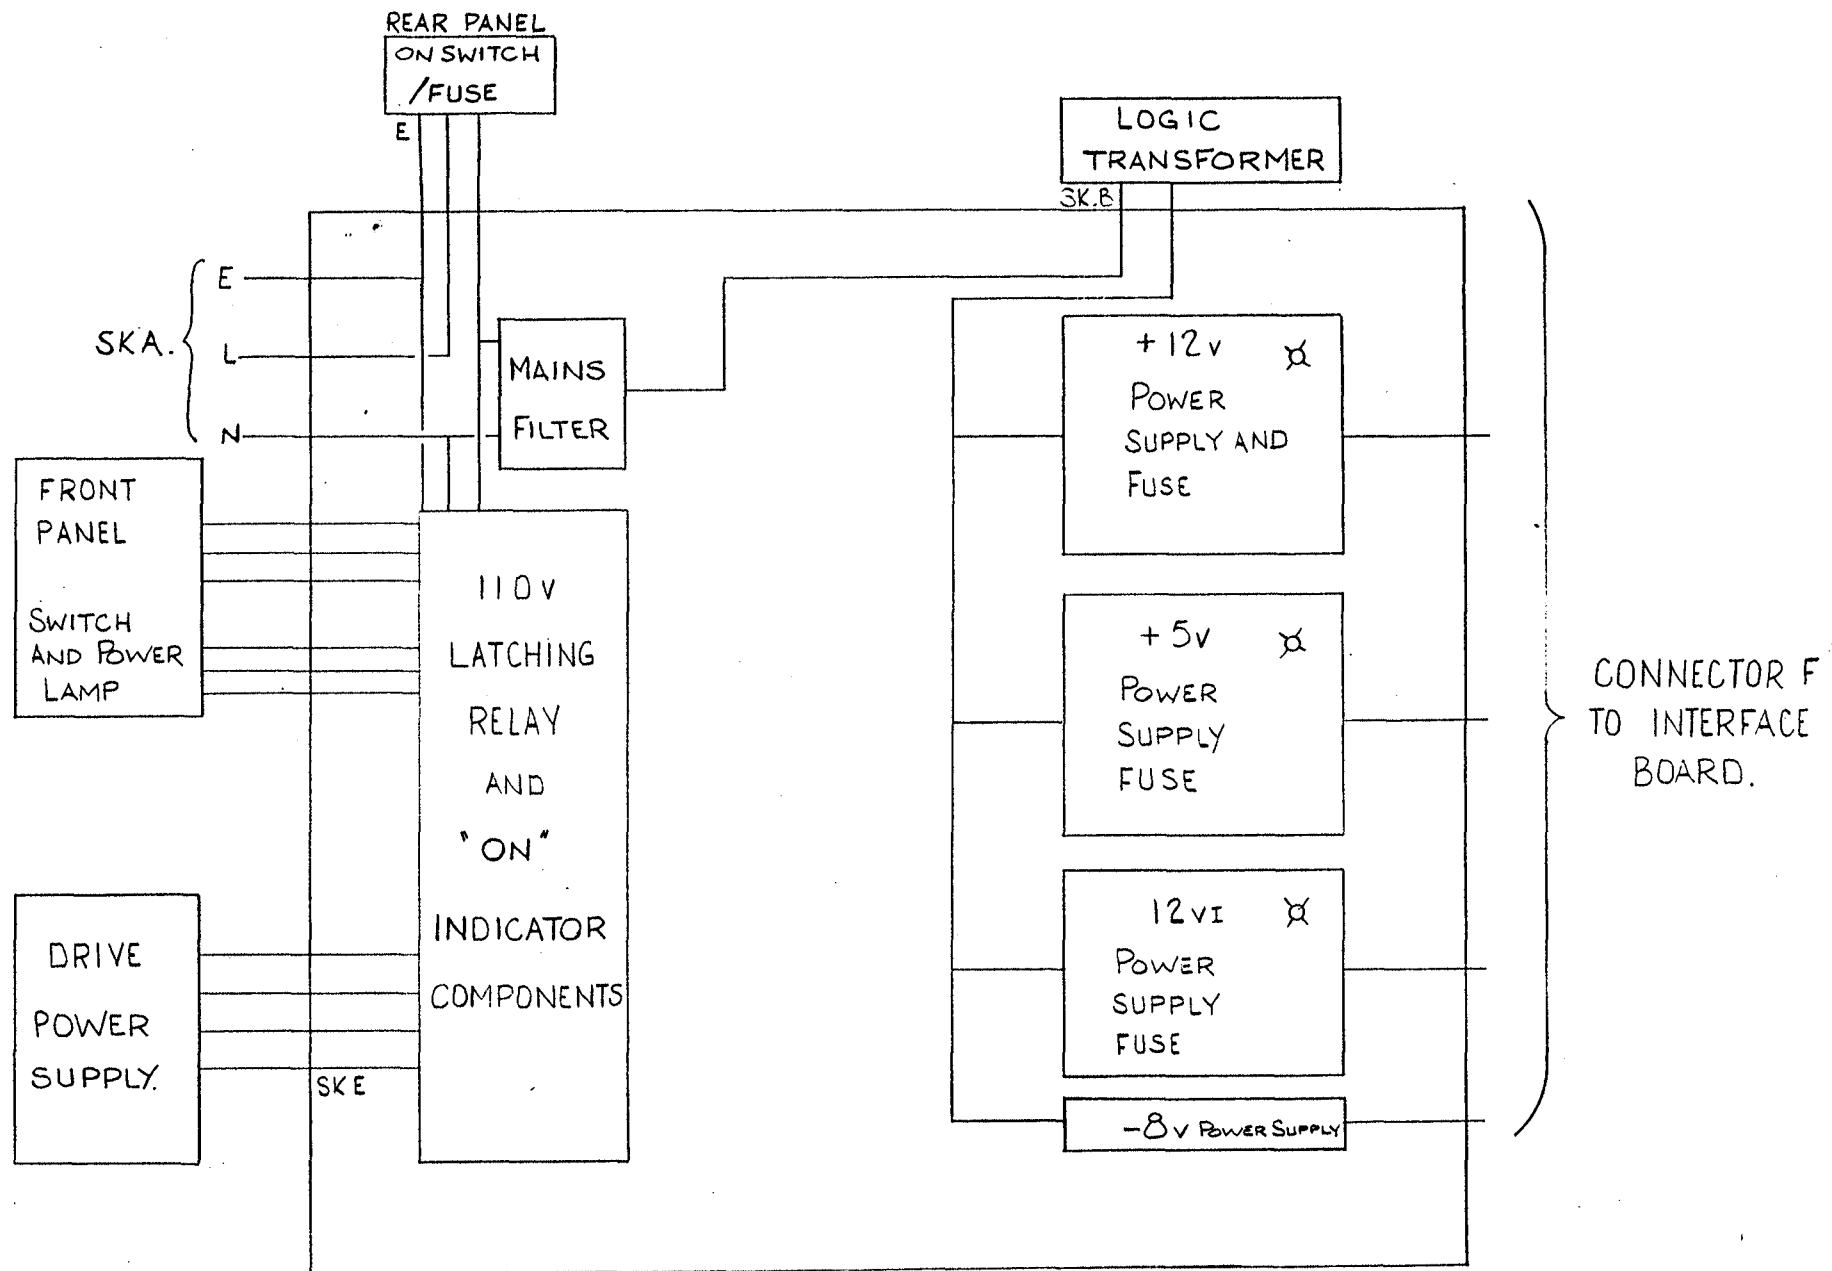 REAR PANEL
ON SWITCH
/FUSE
E
LOGIC
TRANSFORMER
SK.B
E
SKA.
L
N
MAINS
FILTER
FRONT
PANEL
SWITCH
AND POWER
LAMP
110V
LATCHING
RELAY
AND
"ON"
INDICATOR
COMPONENTS
DRIVE
POWER
SUPPLY.
SKE
+12V
POWER
SUPPLY AND
FUSE
+5V
POWER
SUPPLY
FUSE
12VI
POWER
SUPPLY
FUSE
-8V POWER SUPPLY
CONNECTOR F
TO INTERFACE
BOARD.